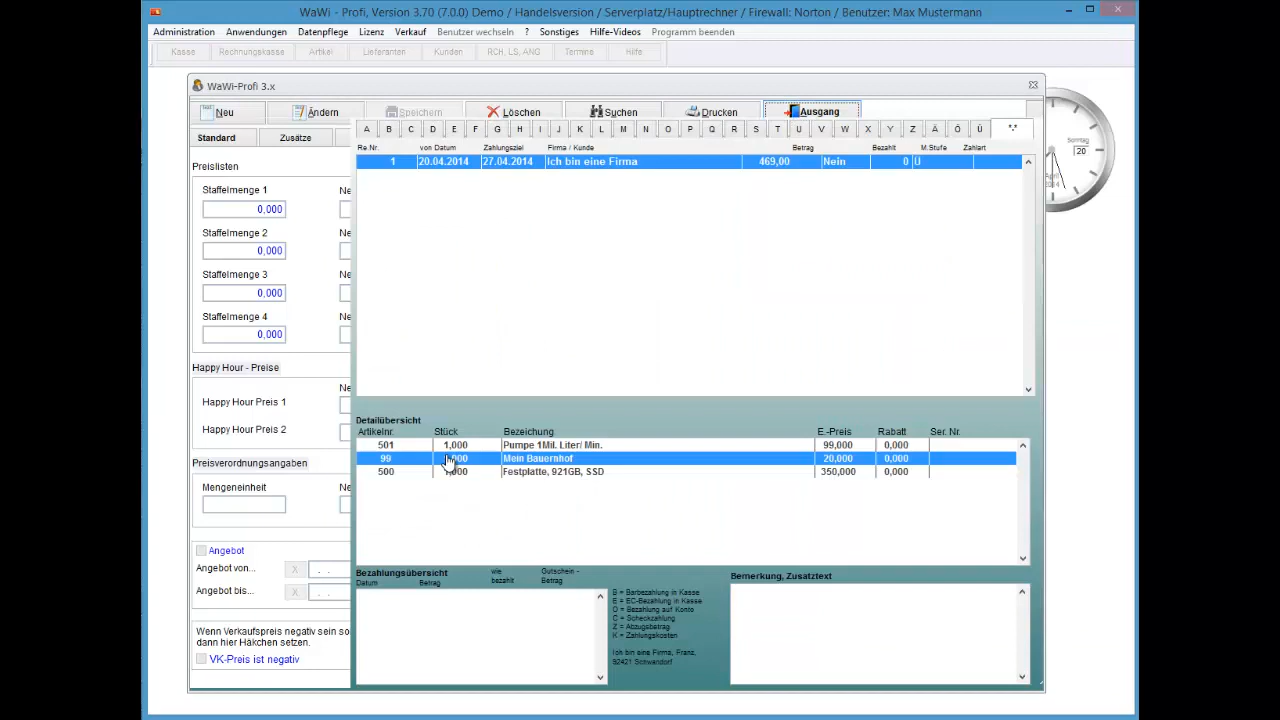 WaWi - Profi, Version 3.70 (7.0.0) Demo / Handelsversion / Serverplatz/Hauptrechner / Firewall: Norton / Benutzer: Max Mustermann
Administration Anwendungen Datenpflege Lizenz Verkauf Benutzer wechseln ? Sonstiges Hilfe-Videos Programm beenden
Kasse Rechnungskasse Artikel Lieferanten Kunden RCH, LS, ANG Termine Hilfe
WaWi-Profi 3.x
Neu Ändern Speichern Löschen Suchen Drucken Ausgang
A B C D E F G H I J K L M N O P Q R S T U V W X Y Z Ä Ö Ü *.*
Standard Zusätze
Re.Nr. von Datum Zahlungsziel Firma / Kunde Betrag Bezahlt M.Stufe Zahlart
1 20.04.2014 27.04.2014 Ich bin eine Firma 469,00 Nein 0 Ü
Sonntag
20
April
2014
Preislisten
Staffelmenge 1 Ne
0,000
Staffelmenge 2 Ne
0,000
Staffelmenge 3 Ne
0,000
Staffelmenge 4 Ne
0,000
Happy Hour - Preise
Ne
Happy Hour Preis 1
Happy Hour Preis 2
Preisverordnungsangaben
Mengeneinheit Ne
Angebot
Angebot von... X . .
Angebot bis... X . .
Wenn Verkaufspreis negativ sein so
dann hier Häkchen setzen.
VK-Preis ist negativ
Detailübersicht
Artikelnr. Stück Bezeichnung E.-Preis Rabatt Ser. Nr.
501 1,000 Pumpe 1Mil. Liter/ Min. 99,000 0,000
99 Mein Bauernhof 20,000 0,000
500 1,000 Festplatte, 921GB, SSD 350,000 0,000
Bezahlungsübersicht wie Gutschein -
Datum Betrag bezahlt Betrag
Bemerkung, Zusatztext
B = Barbezahlung in Kasse
E = EC-Bezahlung in Kasse
O = Bezahlung auf Konto
C = Scheckzahlung
Z = Abzugsbetrag
K = Zahlungskosten
Ich bin eine Firma, Franz,
92421 Schwandorf